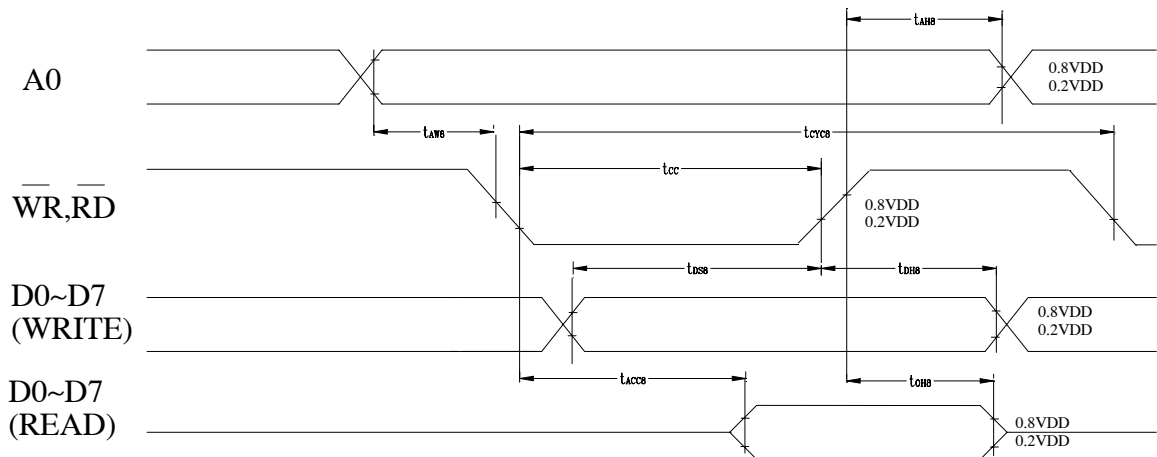 tAH8
A0
0.8VDD
0.2VDD
tAW8
tCYC8
tCC
WR,RD
0.8VDD
0.2VDD
tDS8
tDH8
D0~D7
(WRITE)
0.8VDD
0.2VDD
tACC8
tOH8
D0~D7
(READ)
0.8VDD
0.2VDD